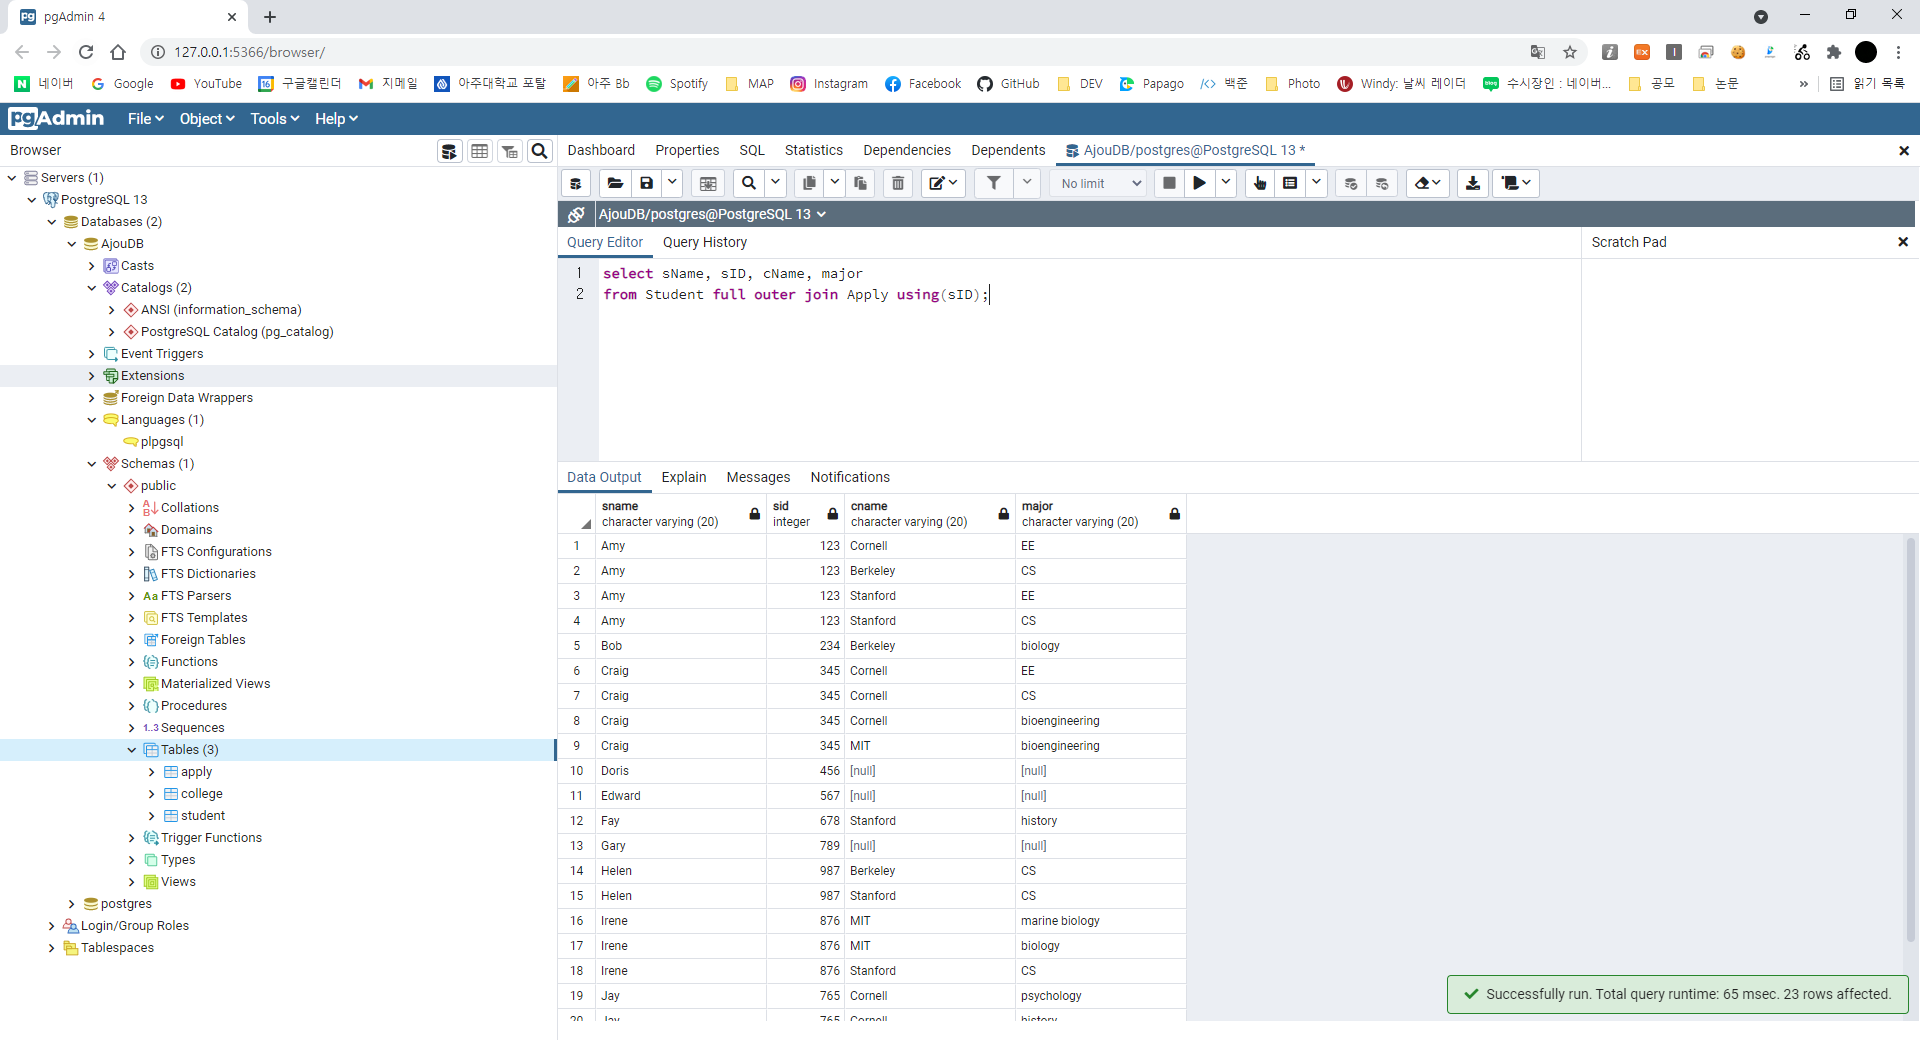 pgAdmin 4
127.0.0.1:5366/browser/
네이버 Google YouTube 구글캘린더 지메일 아주대학교 포탈 아주 Bb Spotify MAP Instagram Facebook GitHub DEV Papago 백준 Photo Windy: 날씨 레이더 수시장인 : 네이버... 공모 논문 » 읽기 목록
pgAdmin File Object Tools Help
Browser
Dashboard Properties SQL Statistics Dependencies Dependents AjouDB/postgres@PostgreSQL 13 *
No limit
AjouDB/postgres@PostgreSQL 13
Query Editor Query History
Scratch Pad
1 select sName, sID, cName, major
2 from Student full outer join Apply using(sID);
Servers (1)
PostgreSQL 13
Databases (2)
AjouDB
Casts
Catalogs (2)
ANSI (information_schema)
PostgreSQL Catalog (pg_catalog)
Event Triggers
Extensions
Foreign Data Wrappers
Languages (1)
plpgsql
Schemas (1)
public
Collations
Domains
FTS Configurations
FTS Dictionaries
FTS Parsers
FTS Templates
Foreign Tables
Functions
Materialized Views
Procedures
1..3 Sequences
Tables (3)
apply
college
student
Trigger Functions
Types
Views
postgres
Login/Group Roles
Tablespaces
Data Output Explain Messages Notifications
sname sid cname major
character varying (20) integer character varying (20) character varying (20)
1 Amy 123 Cornell EE
2 Amy 123 Berkeley CS
3 Amy 123 Stanford EE
4 Amy 123 Stanford CS
5 Bob 234 Berkeley biology
6 Craig 345 Cornell EE
7 Craig 345 Cornell CS
8 Craig 345 Cornell bioengineering
9 Craig 345 MIT bioengineering
10 Doris 456 [null] [null]
11 Edward 567 [null] [null]
12 Fay 678 Stanford history
13 Gary 789 [null] [null]
14 Helen 987 Berkeley CS
15 Helen 987 Stanford CS
16 Irene 876 MIT marine biology
17 Irene 876 MIT biology
18 Irene 876 Stanford CS
19 Jay 765 Cornell psychology
20 Jay 765 Cornell history
Successfully run. Total query runtime: 65 msec. 23 rows affected.